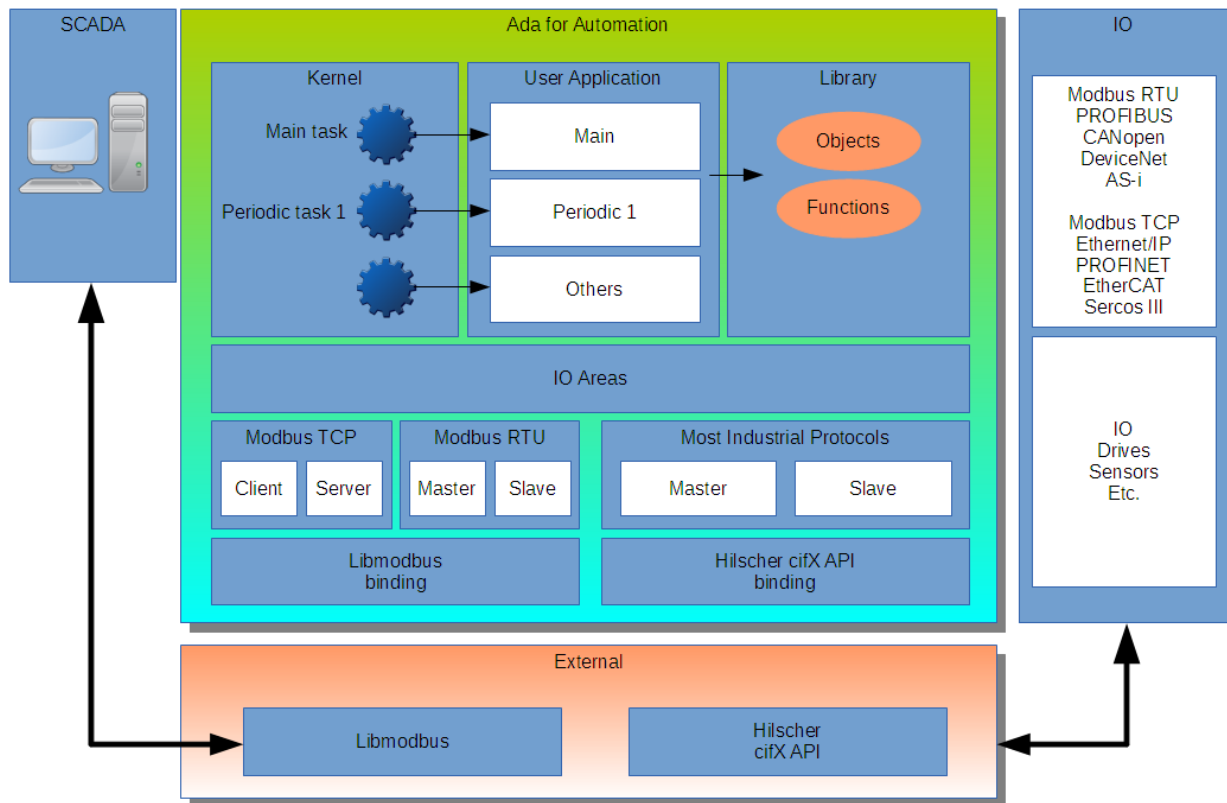 SCADA
Ada for Automation
Kernel
Main task
Periodic task 1
User Application
Main
Periodic 1
Others
Library
Objects
Functions
IO Areas
Modbus TCP
Client
Server
Modbus RTU
Master
Slave
Most Industrial Protocols
Master
Slave
Libmodbus
binding
Hilscher cifX API
binding
IO
Modbus RTU
PROFIBUS
CANopen
DeviceNet
AS-i
Modbus TCP
Ethernet/IP
PROFINET
EtherCAT
Sercos III
IO
Drives
Sensors
Etc.
External
Libmodbus
Hilscher
cifX API